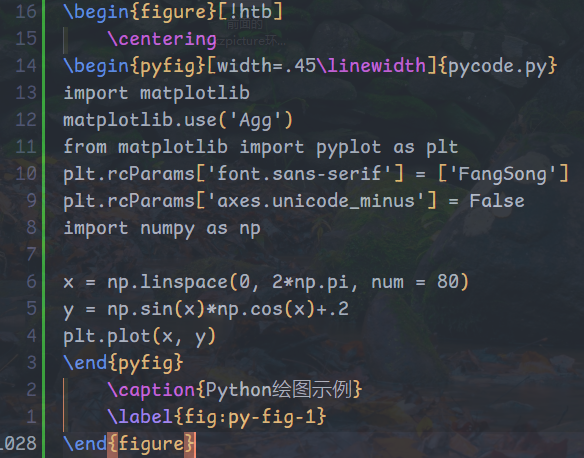 16 \begin{figure}[!htb]
15 \centering
14 \begin{pyfig}[width=.45\linewidth]{pycode.py}
13 import matplotlib
12 matplotlib.use('Agg')
11 from matplotlib import pyplot as plt
10 plt.rcParams['font.sans-serif'] = ['FangSong']
9 plt.rcParams['axes.unicode_minus'] = False
8 import numpy as np
7
6 x = np.linspace(0, 2*np.pi, num = 80)
5 y = np.sin(x)*np.cos(x)+.2
4 plt.plot(x, y)
3 \end{pyfig}
2 \caption{Python绘图示例}
1 \label{fig:py-fig-1}
1028 \end{figure}